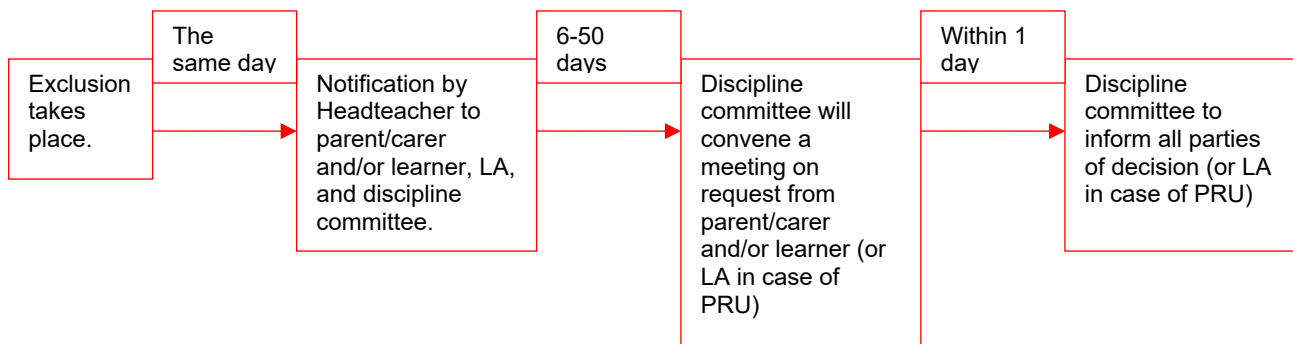 Exclusion
takes
place.
The
same day
Notification by
Headteacher to
parent/carer
and/or learner, LA,
and discipline
committee.
6-50
days
Discipline
committee will
convene a
meeting on
request from
parent/carer
and/or learner (or
LA in case of
PRU)
Within 1
day
Discipline
committee to
inform all parties
of decision (or LA
in case of PRU)